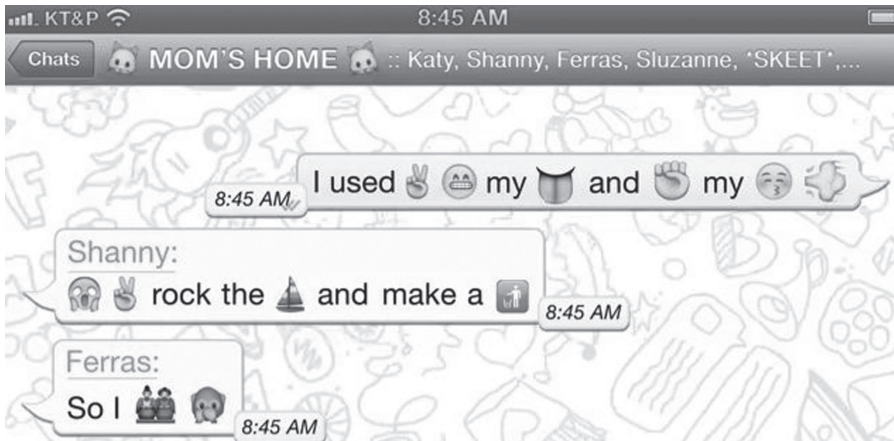 KT&P 8:45 AM
Chats 🐱 MOM'S HOME 🐱 :: Katy, Shanny, Ferras, Sluzanne, *SKEET*,...
I used ✌️ 😁 my 👅 and ✊ my 😚 💨
8:45 AM
Shanny:
😱 ✌️ rock the ⛵ and make a 🚮
8:45 AM
Ferras:
So I 🎎 🙊
8:45 AM